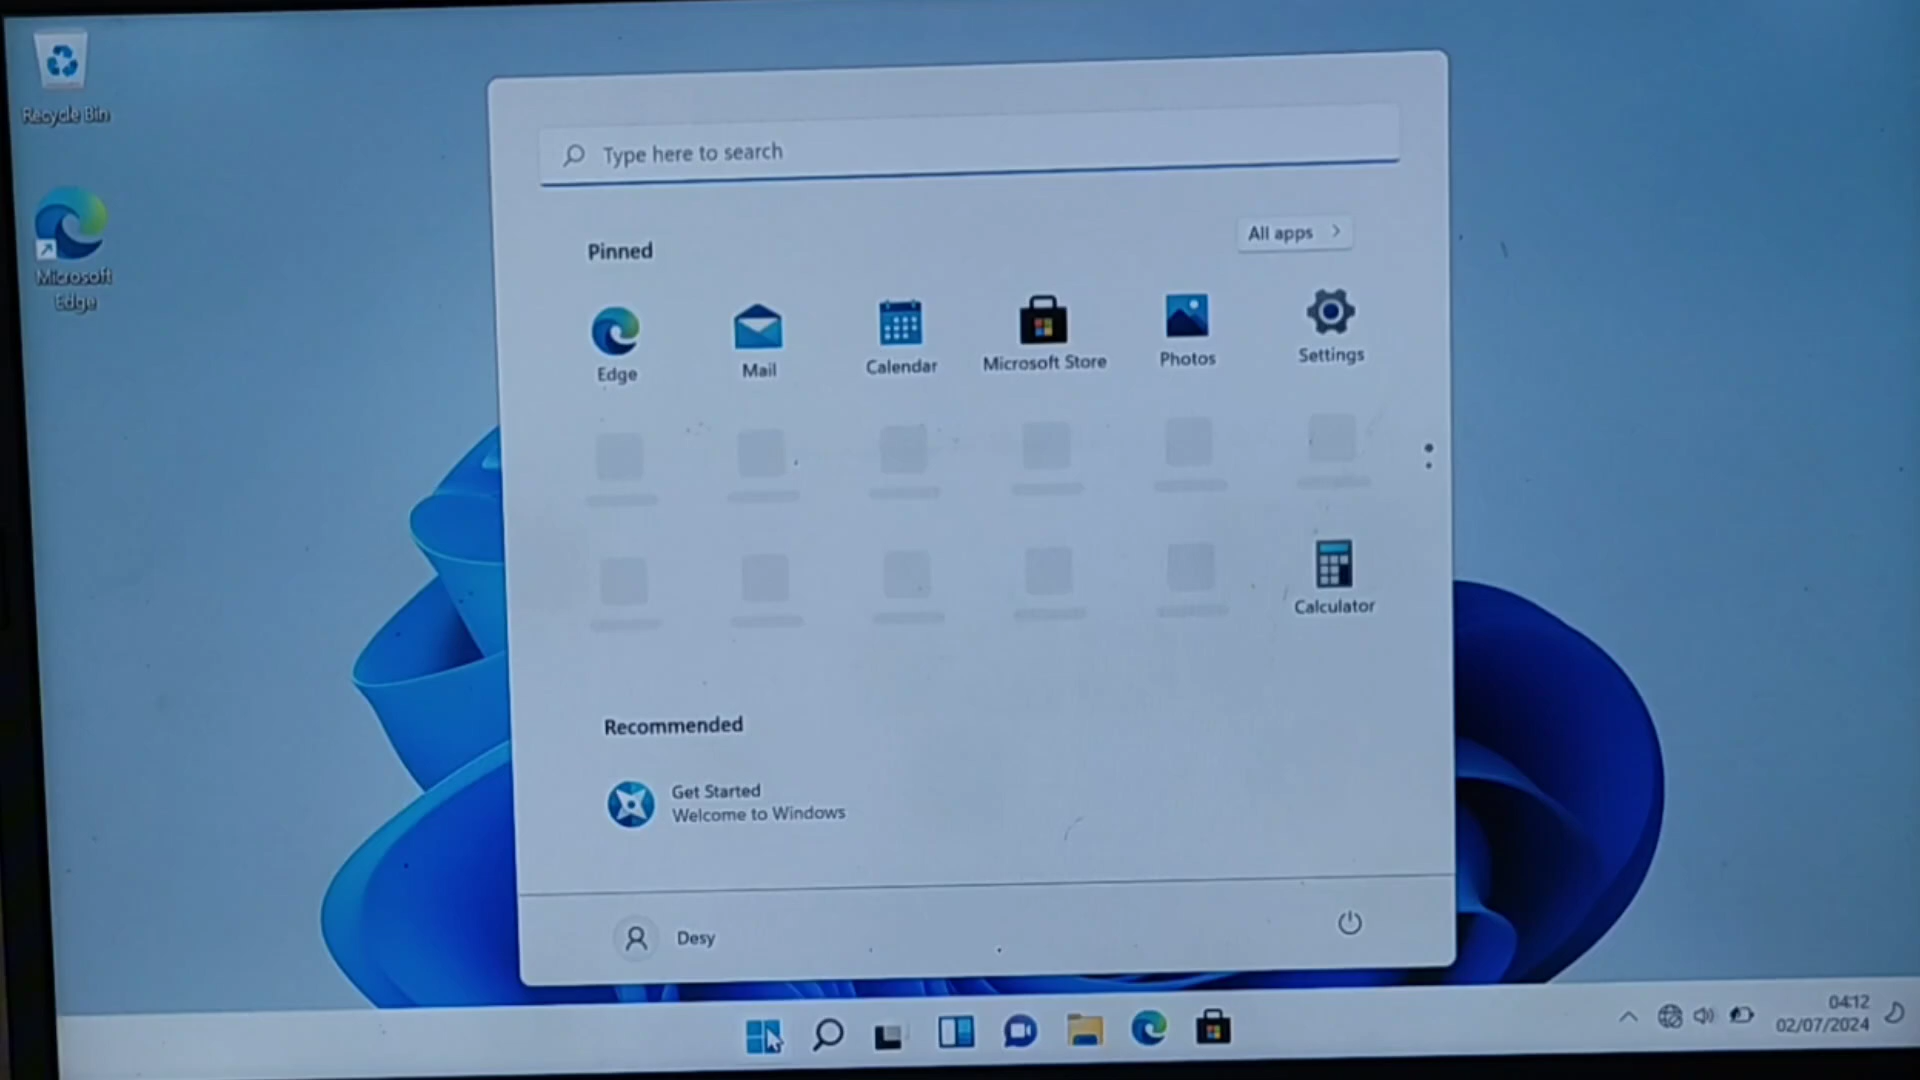 Recycle Bin
Microsoft
Edge
Type here to search
Pinned
All apps
Edge
Mail
Calendar
Microsoft Store
Photos
Settings
Calculator
Recommended
Get Started
Welcome to Windows
Desy
04:12
02/07/2024